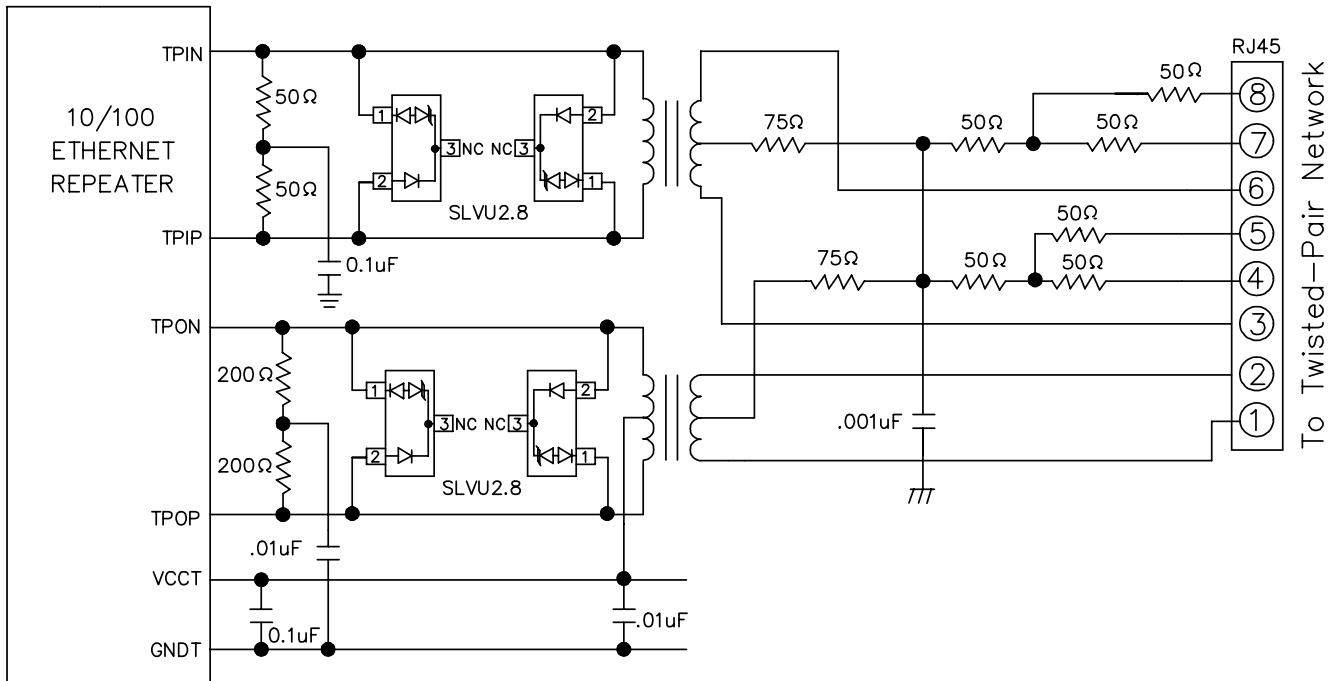 RJ45
TPIN
10/100
ETHERNET
REPEATER
50Ω
50Ω
1
2
3 NC
NC 3
2
1
SLVU2.8
TPIP
0.1uF
75Ω
50Ω
50Ω
50Ω
75Ω
50Ω
50Ω
50Ω
8
7
6
5
4
3
2
1
To Twisted-Pair Network
TPON
200Ω
200Ω
1
2
3 NC
NC 3
2
1
SLVU2.8
.001uF
TPOP
.01uF
VCCT
0.1uF
.01uF
GNDT